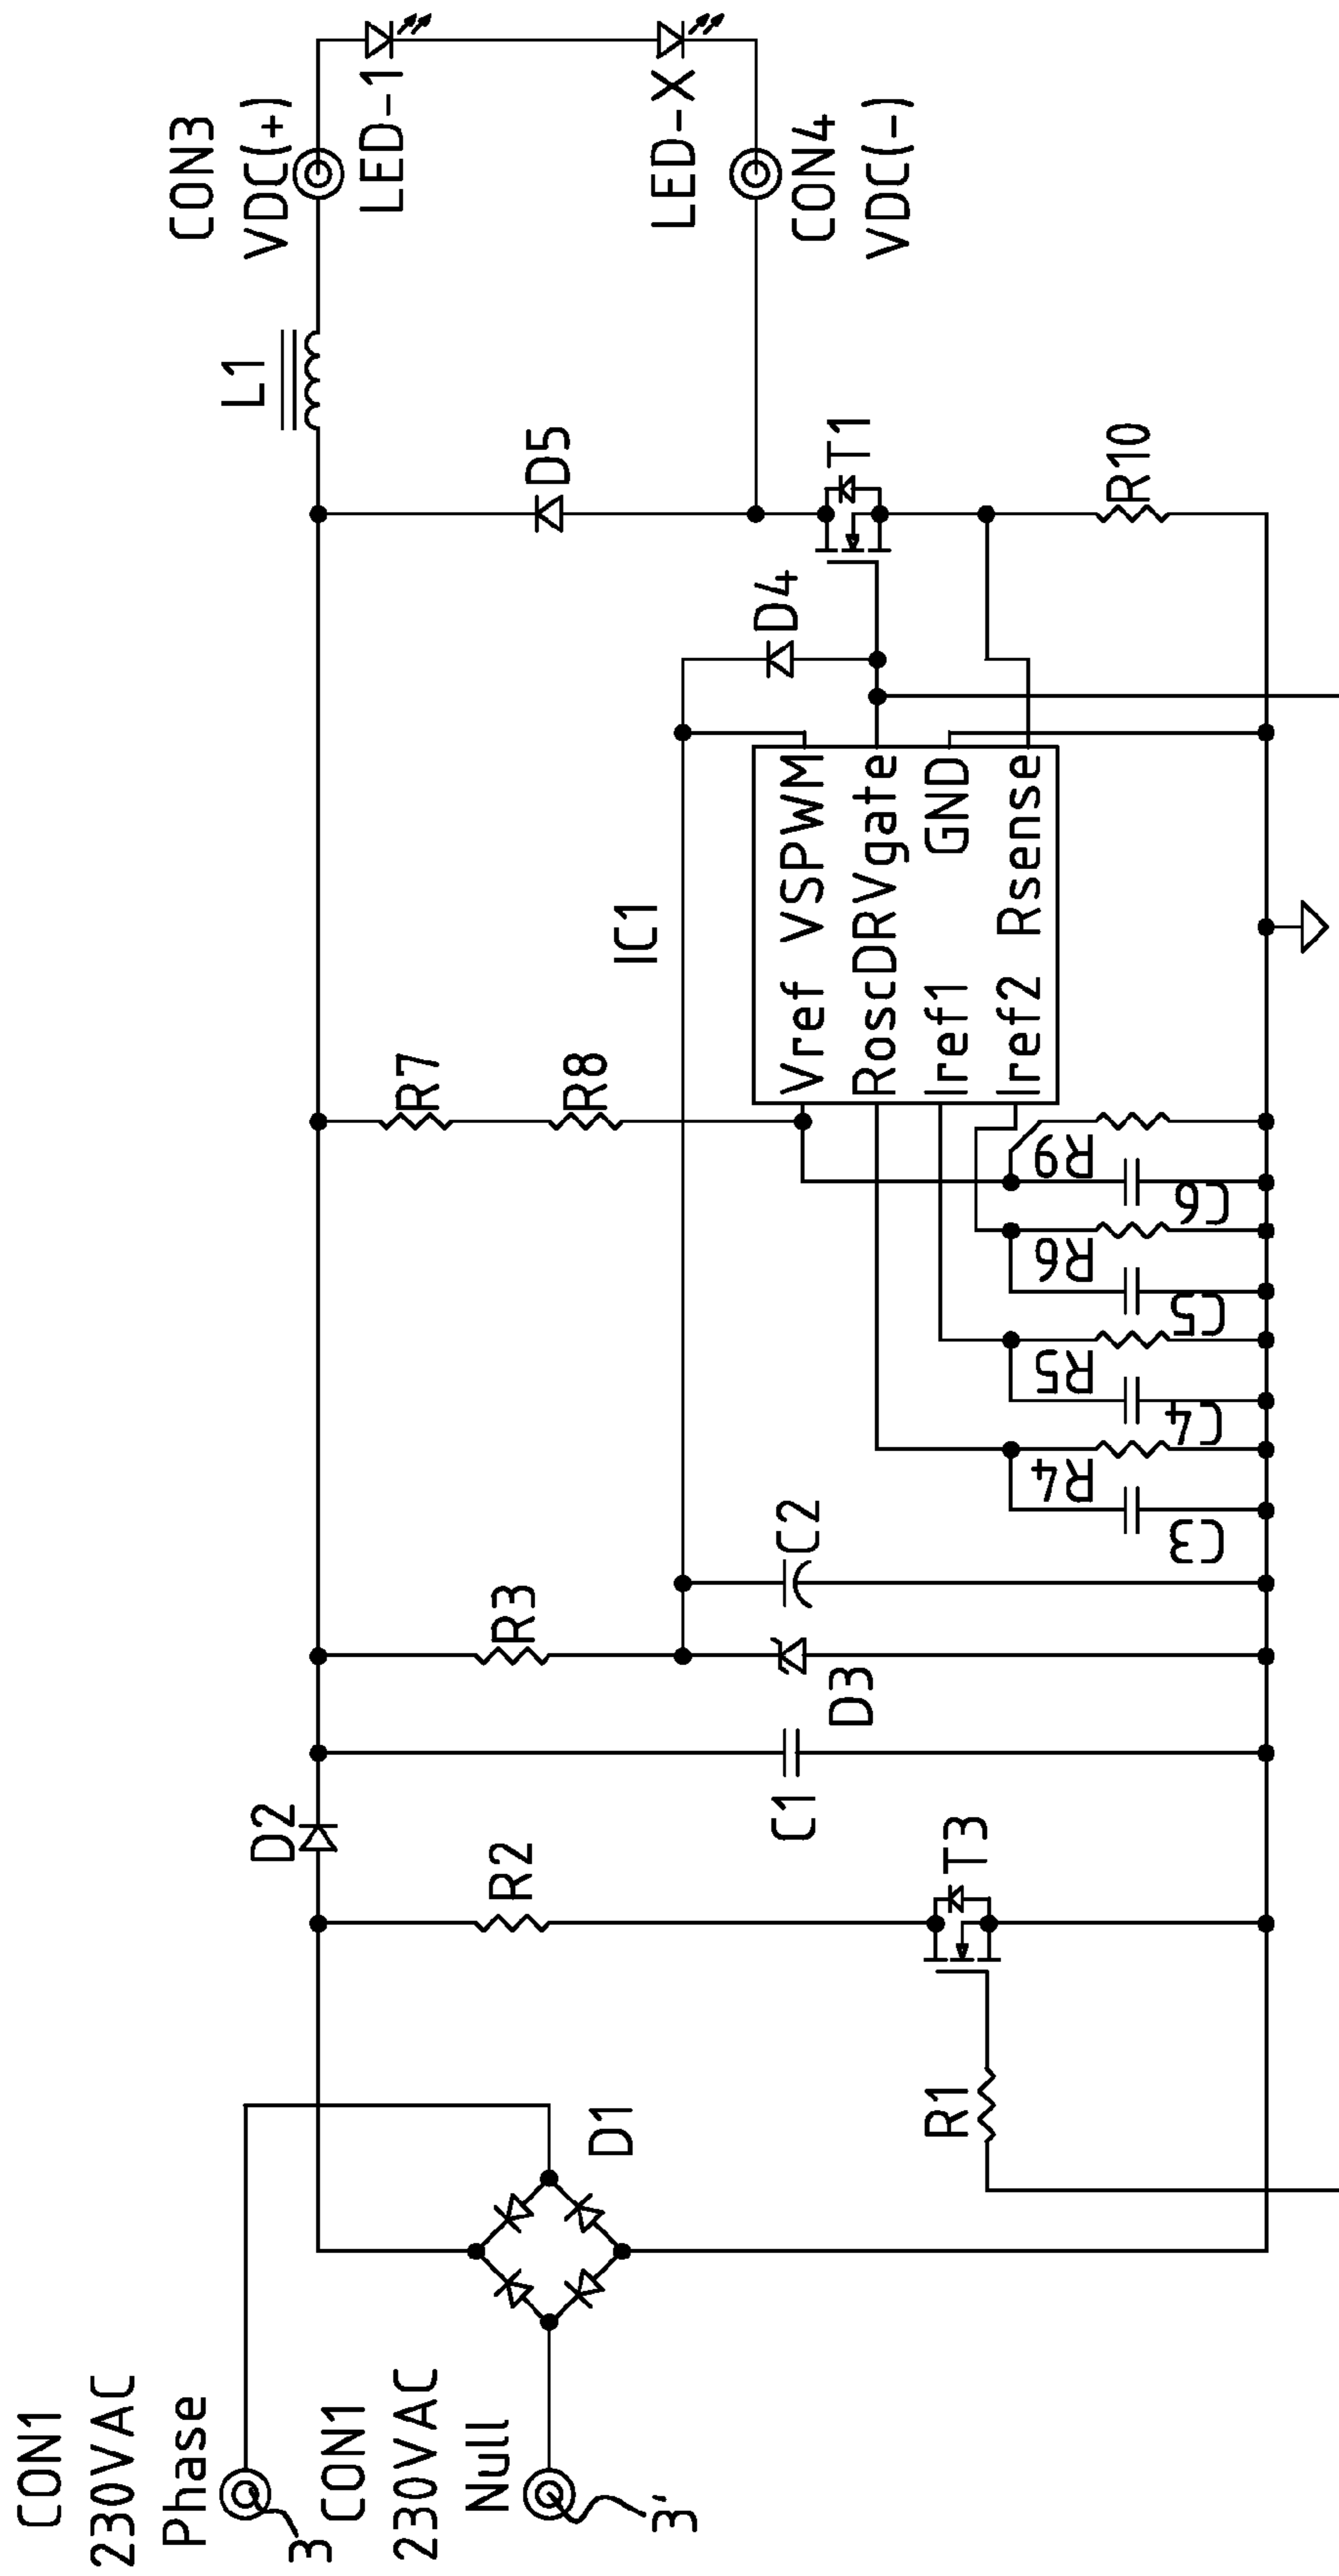 CON1
230VAC
Phase
3
CON1
230VAC
Null
3'
D1
R1
R2
T3
D2
C1
R3
D3
C2
C3
R4
C4
R5
C5
R6
C6
R9
R7
R8
IC1
Vref VSPWM
RoscDRVgate
Iref1 GND
Iref2 Rsense
D4
D5
T1
R10
L1
CON3
VDC(+)
LED-1
LED-X
CON4
VDC(-)